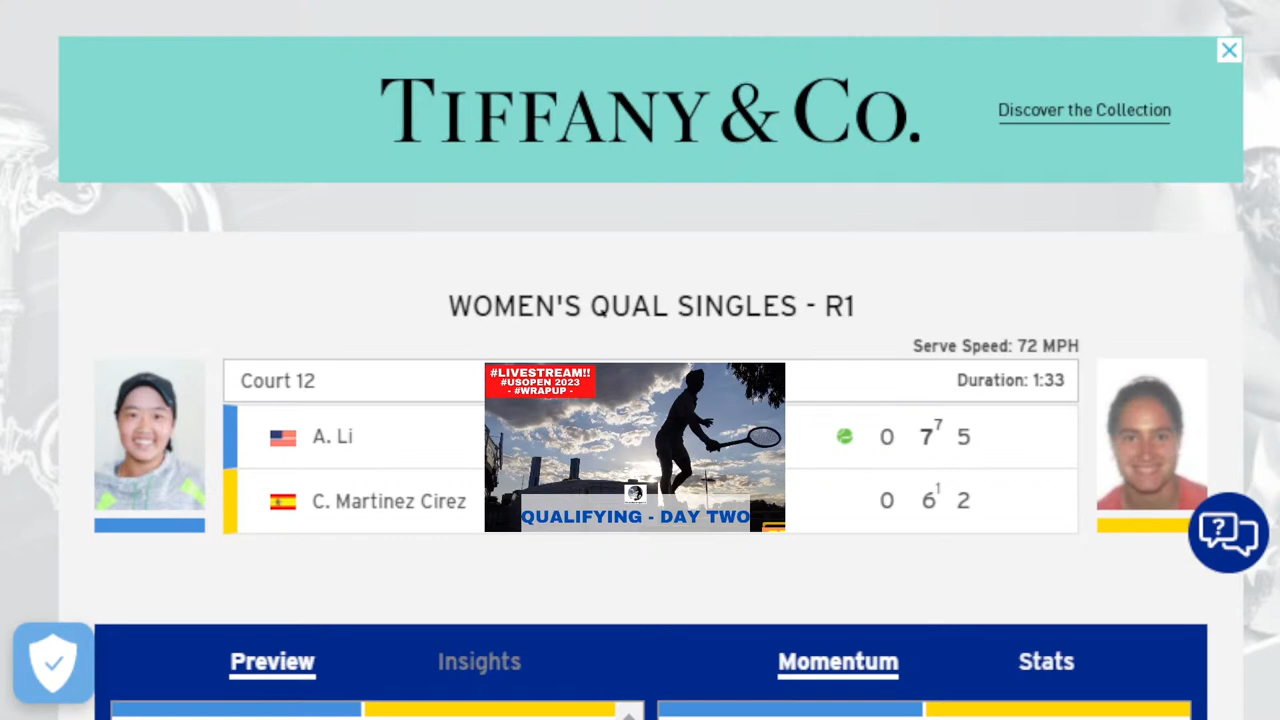 TIFFANY & CO.
Discover the Collection
WOMEN'S QUAL SINGLES - R1
Serve Speed: 72 MPH
Court 12
Duration: 1:33
#LIVESTREAM!!
#USOPEN 2023
- #WRAPUP -
A. Li 0 7 7 5
C. Martinez Cirez 0 6 1 2
QUALIFYING - DAY TWO
?
Preview Insights Momentum Stats